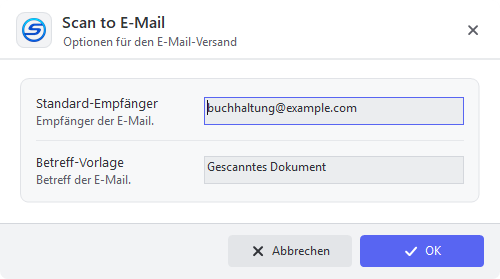 Scan to E-Mail
Optionen für den E-Mail-Versand
Standard-Empfänger
Empfänger der E-Mail.
buchhaltung@example.com
Betreff-Vorlage
Betreff der E-Mail.
Gescanntes Dokument
Abbrechen
OK